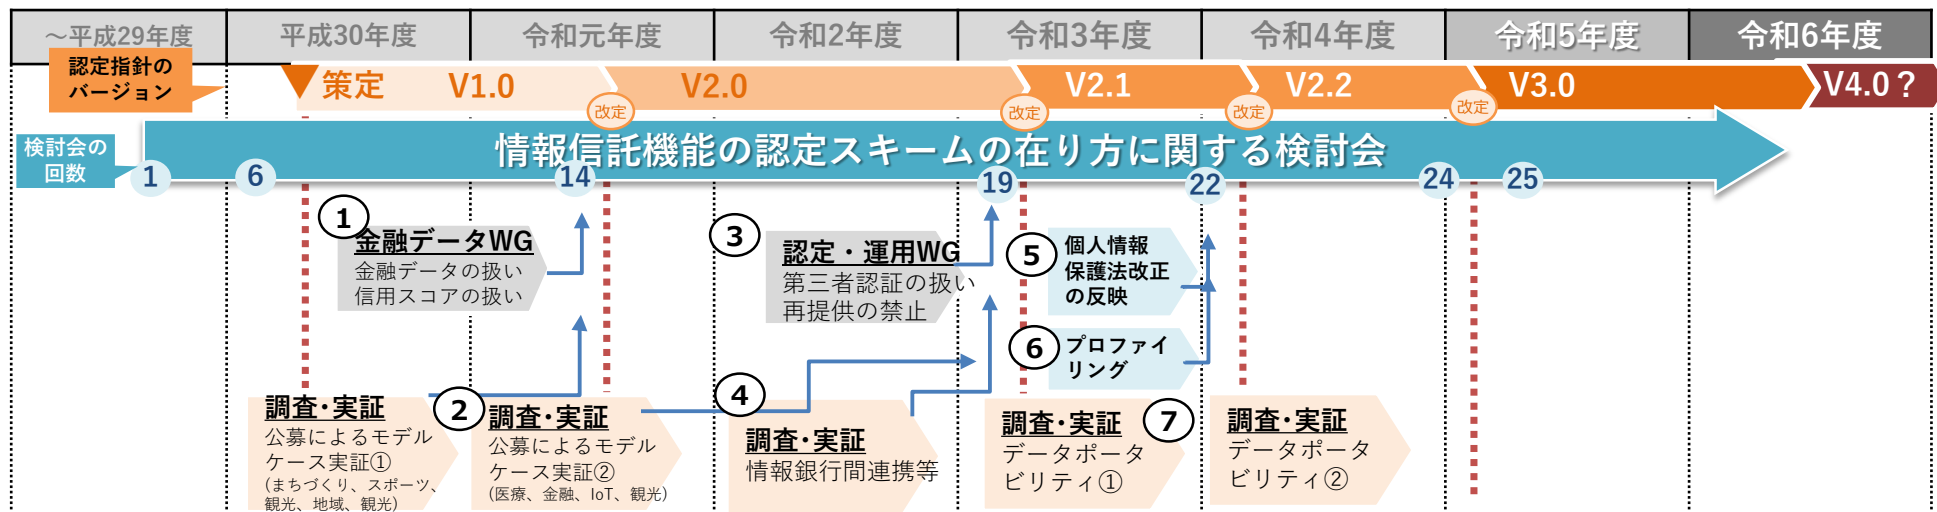 ～平成29年度
平成30年度
令和元年度
令和2年度
令和3年度
令和4年度
令和5年度
令和6年度
認定指針の
バージョン
策定
V1.0
V2.0
V2.1
V2.2
V3.0
V4.0？
改定
改定
改定
改定
検討会の
回数
情報信託機能の認定スキームの在り方に関する検討会
1
6
14
19
22
24
25
1
金融データWG
金融データの扱い
信用スコアの扱い
3
認定・運用WG
第三者認証の扱い
再提供の禁止
5
個人情報
保護法改正
の反映
6
プロファイ
リング
調査･実証
公募によるモデル
ケース実証①
(まちづくり、スポーツ、
観光、地域、観光)
2
調査･実証
公募によるモデル
ケース実証②
(医療、金融、IoT、観光)
4
調査･実証
情報銀行間連携等
調査･実証
データポータ
ビリティ①
7
調査･実証
データポータ
ビリティ②